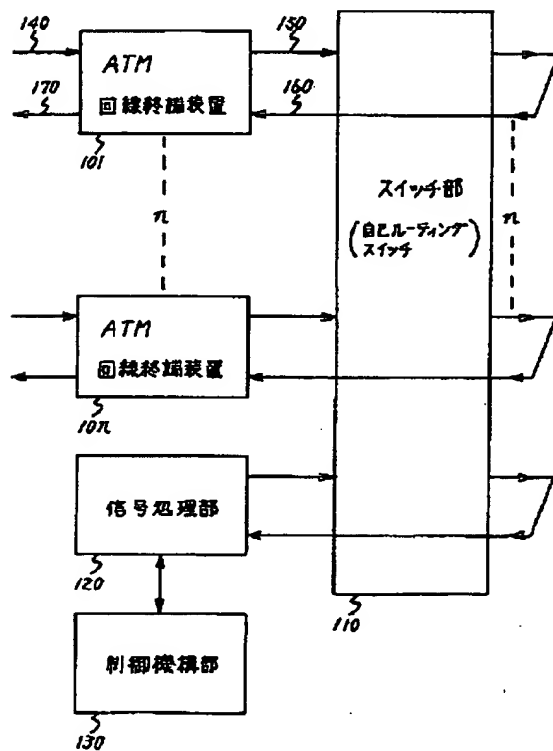 140
150
ATM
回線終端装置
170
160
101
n
n
スイッチ部
(自己ルーティング
スイッチ)
ATM
回線終端装置
10n
信号処理部
120
110
制御機構部
130